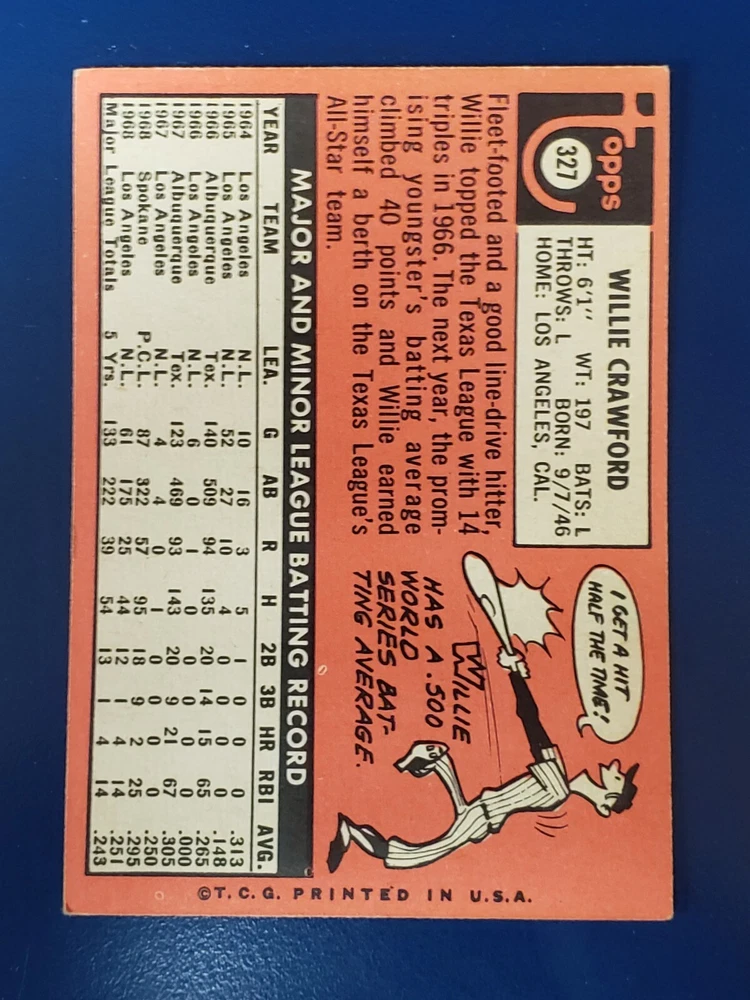 Topps
327
WILLIE CRAWFORD
HT: 6'1" WT: 197 BATS: L
THROWS: L BORN: 9/7/46
HOME: LOS ANGELES, CAL.
Fleet-footed and a good line-drive hitter,
Willie topped the Texas League with 14
triples in 1966. The next year, the prom-
ising youngster's batting average
climbed 40 points and Willie earned
himself a berth on the Texas League's
All-Star team.
I GET A HIT
HALF THE TIME!
WILLIE
HAS A .500
WORLD
SERIES BAT-
TING AVERAGE.
MAJOR AND MINOR LEAGUE BATTING RECORD
YEAR TEAM LEA. G AB R H 2B 3B HR RBI AVG.
1964 Los Angeles N.L. 10 16 3 5 1 0 0 0 .313
1965 Los Angeles N.L. 52 27 10 4 0 0 0 0 .148
1966 Albuquerque Tex. 140 509 94 135 20 14 15 65 .265
1966 Los Angeles N.L. 6 0 1 0 0 0 0 0 .000
1967 Albuquerque Tex. 123 469 93 143 20 9 21 67 .305
1967 Los Angeles N.L. 4 4 0 1 0 0 0 0 .250
1968 Spokane P.C.L. 87 322 57 95 18 9 2 25 .295
1968 Los Angeles N.L. 61 175 25 44 12 1 4 14 .251
Major League Totals 5 Yrs. 133 222 39 54 13 1 4 14 .243
©T.C.G. PRINTED IN U.S.A.